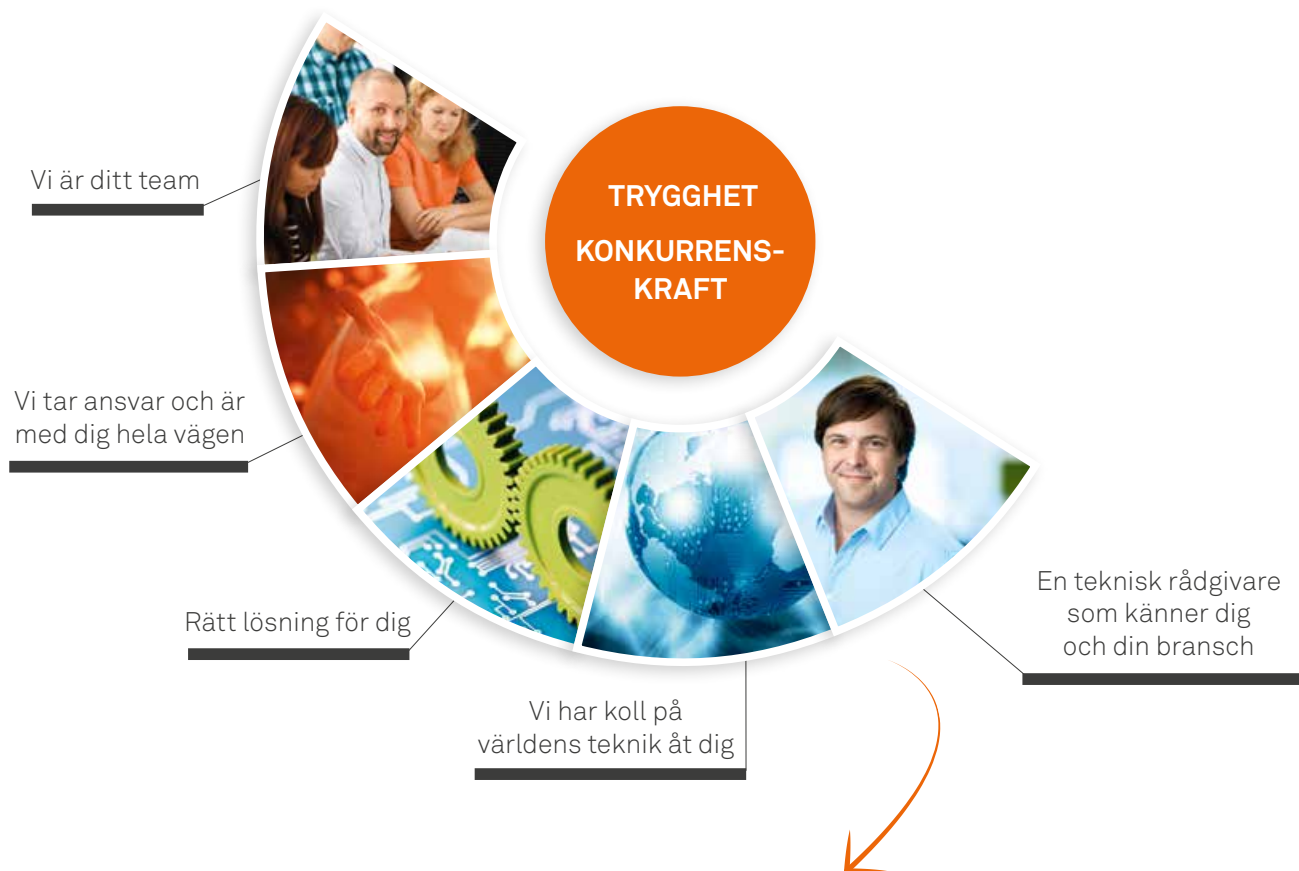 TRYGGHET
KONKURRENS-
KRAFT
Vi är ditt team
Vi tar ansvar och är
med dig hela vägen
Rätt lösning för dig
Vi har koll på
världens teknik åt dig
En teknisk rådgivare
som känner dig
och din bransch